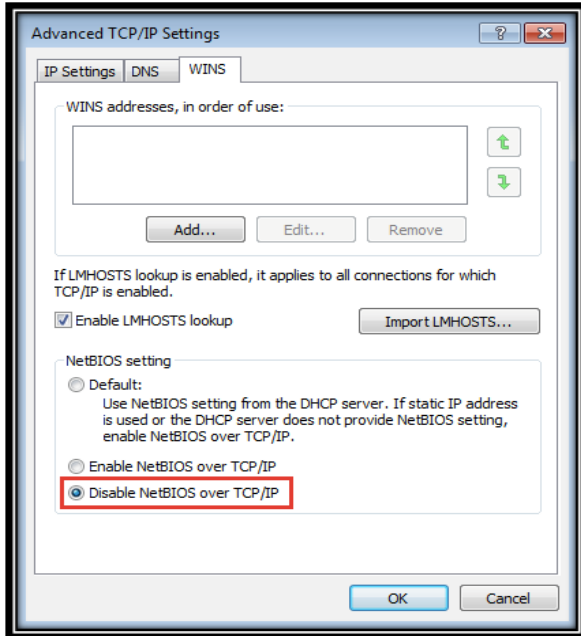 Advanced TCP/IP Settings
IP Settings DNS WINS
WINS addresses, in order of use:
Add... Edit... Remove
If LMHOSTS lookup is enabled, it applies to all connections for which
TCP/IP is enabled.
Enable LMHOSTS lookup Import LMHOSTS...
NetBIOS setting
Default:
Use NetBIOS setting from the DHCP server. If static IP address
is used or the DHCP server does not provide NetBIOS setting,
enable NetBIOS over TCP/IP.
Enable NetBIOS over TCP/IP
Disable NetBIOS over TCP/IP
OK Cancel